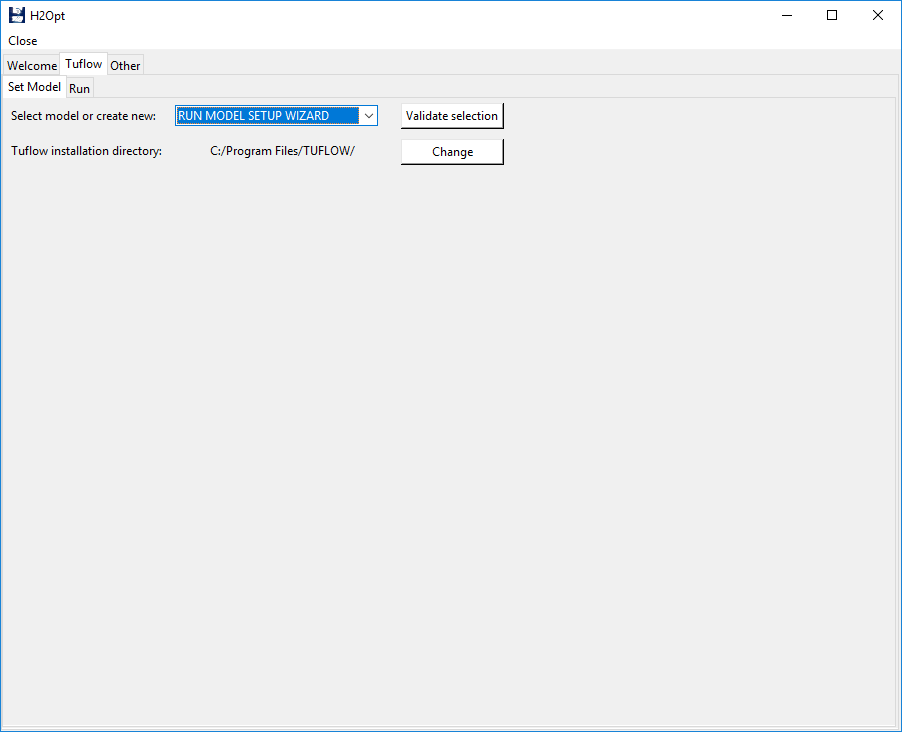 H2Opt
Close
Welcome Tuflow Other
Set Model Run
Select model or create new: RUN MODEL SETUP WIZARD Validate selection
Tuflow installation directory: C:/Program Files/TUFLOW/ Change